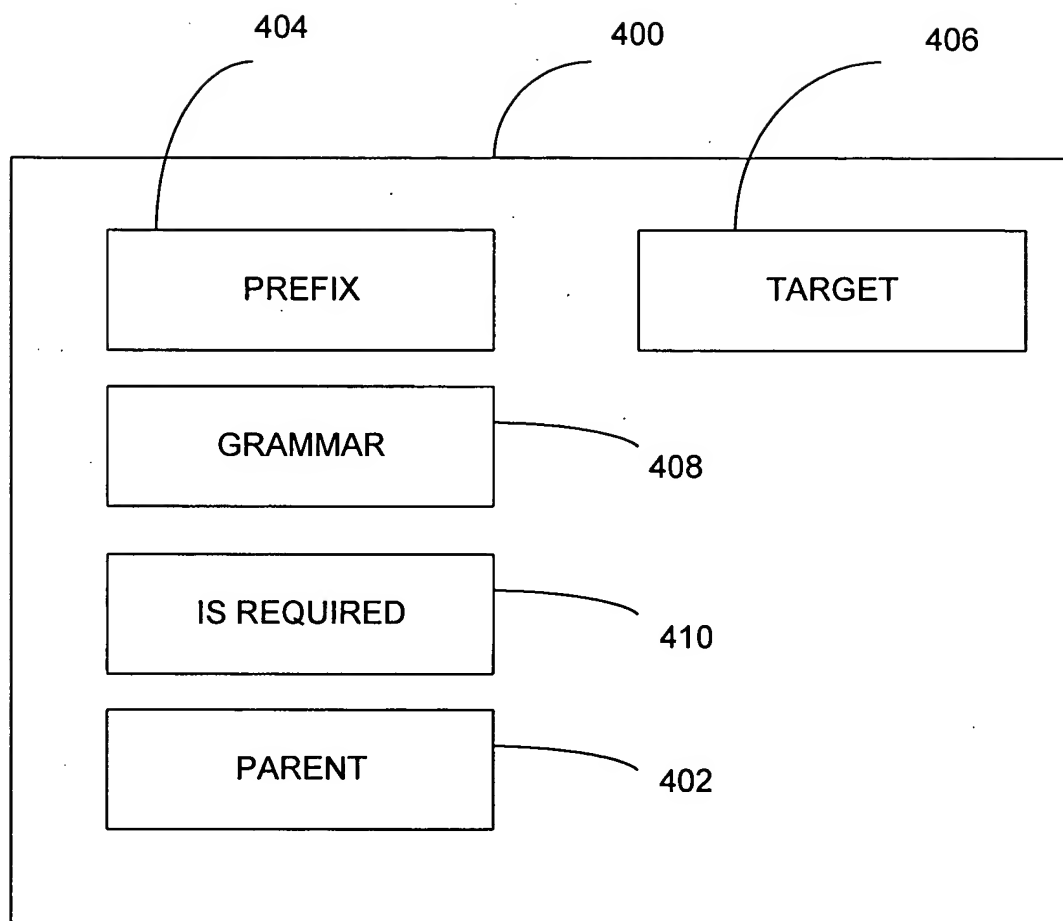 404
400
406
PREFIX
TARGET
GRAMMAR
408
IS REQUIRED
410
PARENT
402